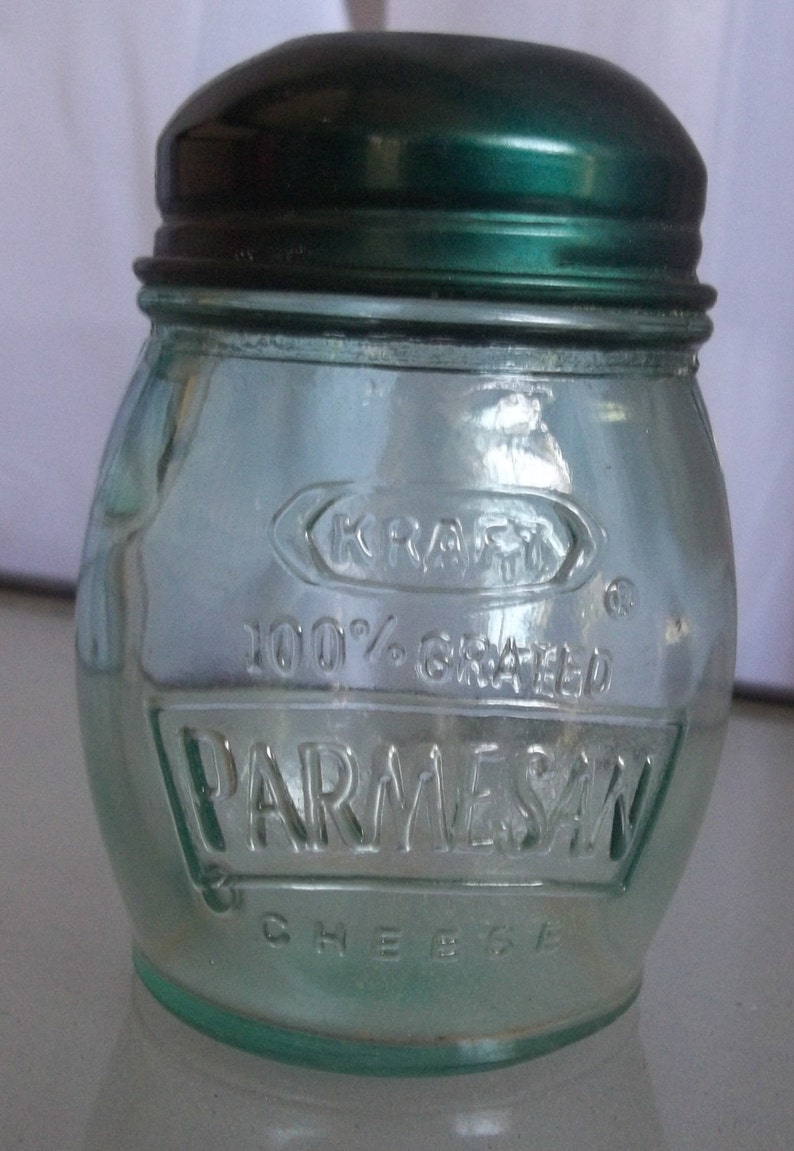 KRAFT
®
100% GRATED
PARMESAN
CHEESE